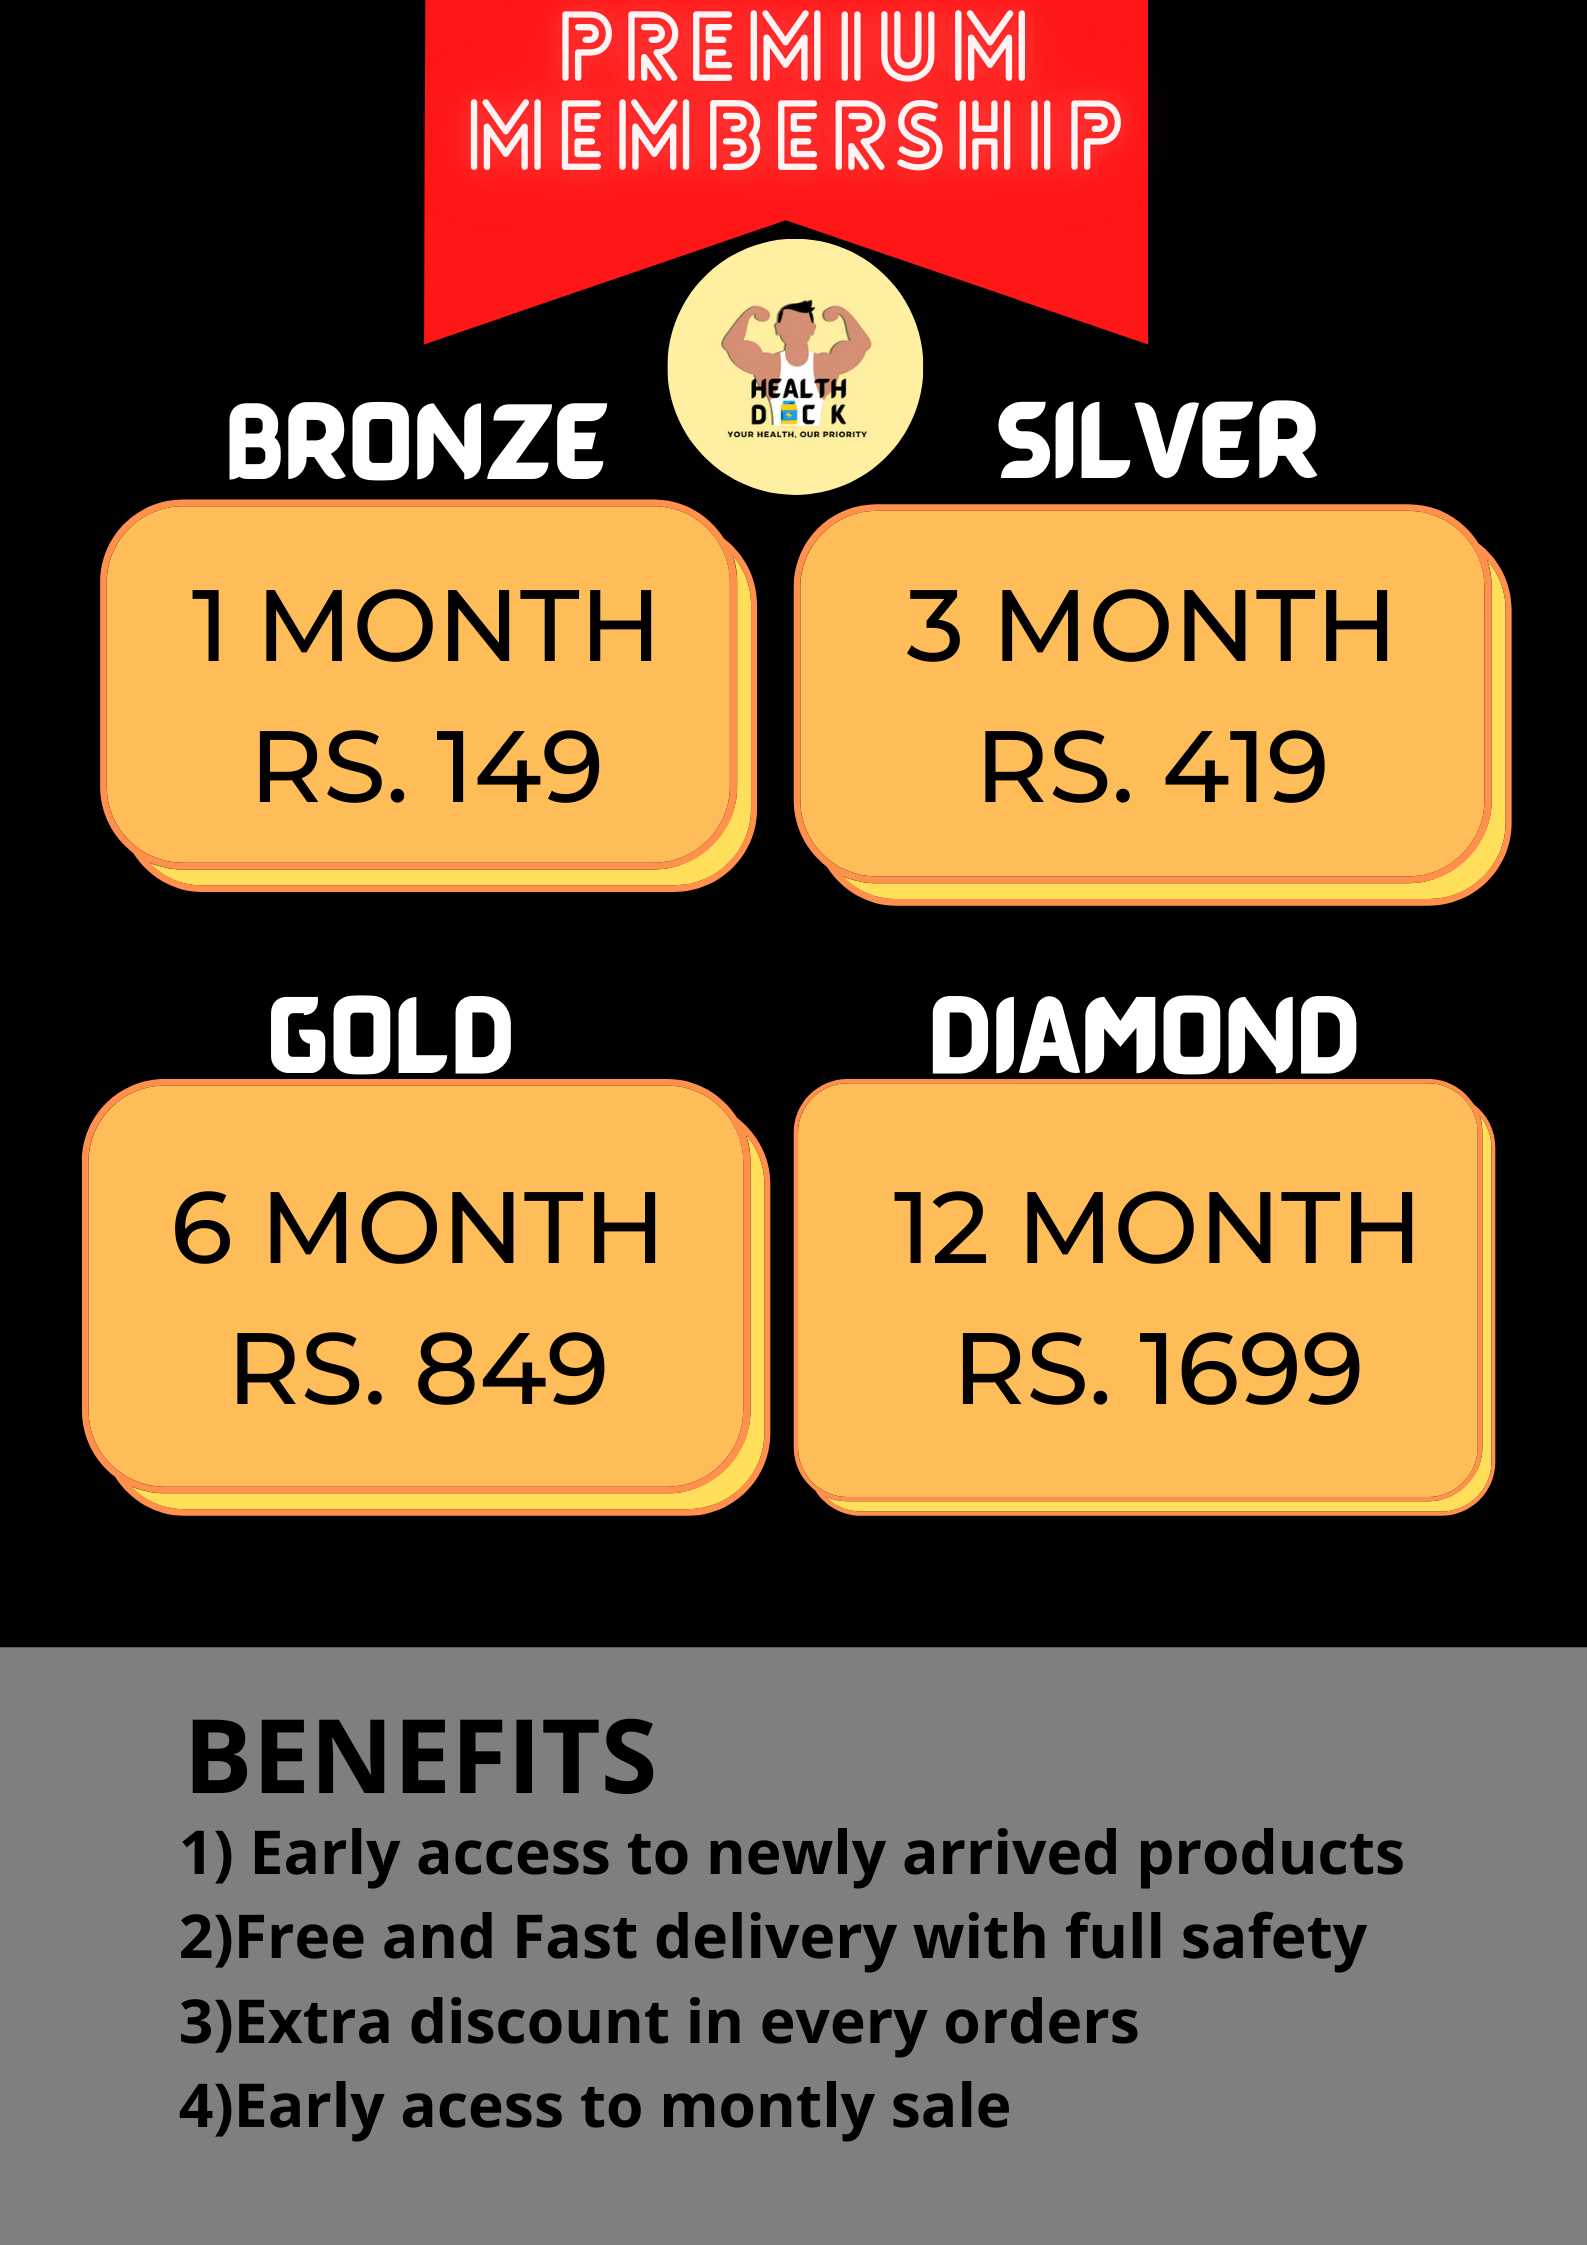 PREMIUM
MEMBERSHIP
HEALTH
D CK
YOUR HEALTH, OUR PRIORITY
BRONZE
SILVER
1 MONTH
RS. 149
3 MONTH
RS. 419
GOLD
DIAMOND
6 MONTH
RS. 849
12 MONTH
RS. 1699
BENEFITS
1) Early access to newly arrived products
2)Free and Fast delivery with full safety
3)Extra discount in every orders
4)Early acess to montly sale